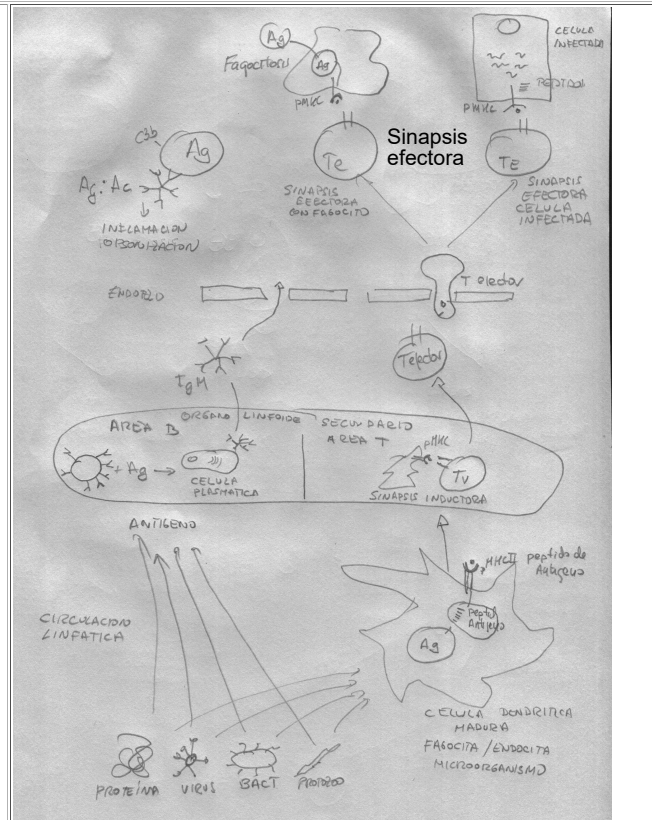 Ag
Fagocitosis
Ag
pMHC
CELULA
INFECTADA
PEPTIDOS
pMHC
C3b
Ag
Ag:Ac
INFLAMACION
OPSONIZACION
Te
SINAPSIS
EFECTORA
CON FAGOCITO
Sinapsis
efectora
TE
SINAPSIS
EFECTORA
CELULA
INFECTADA
ENDOTELIO
T efector
IgM
Tefector
ORGANO LINFOIDE SECUNDARIO
AREA B
AREA T
+ Ag →
CELULA
PLASMATICA
pMHC
Tv
SINAPSIS INDUCTORA
ANTIGENO
MHCII
peptido de
Antigeno
peptido
Antigeno
Ag
CIRCULACION
LINFATICA
CELULA DENDRITICA
MADURA
FAGOCITA / ENDOCITA
MICROORGANISMO
PROTEÍNA
VIRUS
BACT
PROTOZOO